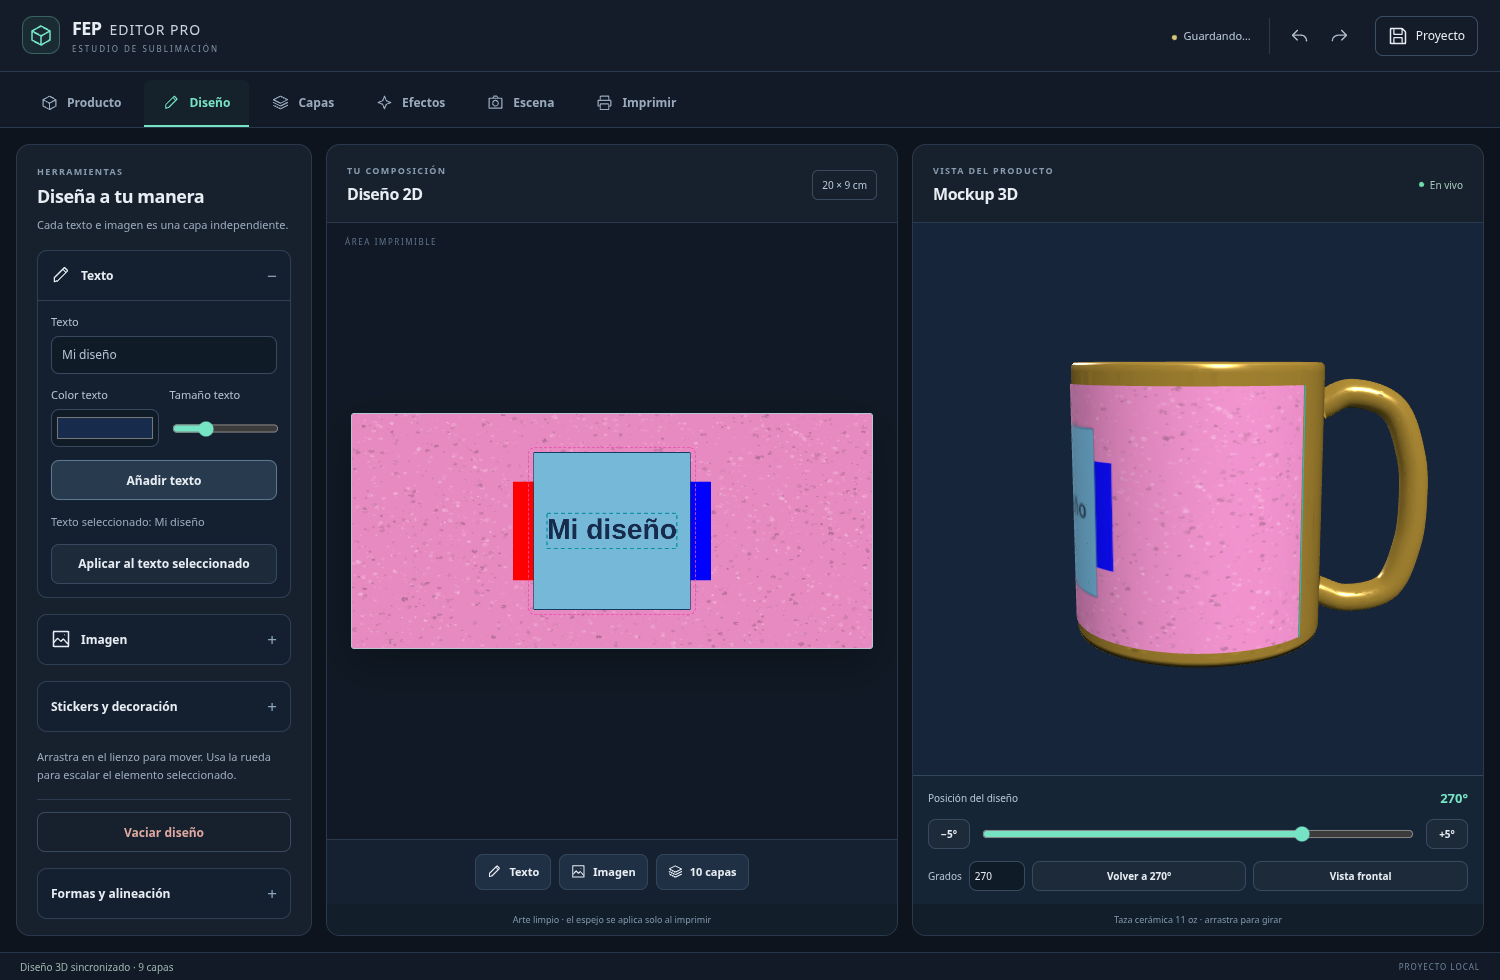 FEP EDITOR PRO
ESTUDIO DE SUBLIMACIÓN
Guardando...
Proyecto
Producto
Diseño
Capas
Efectos
Escena
Imprimir
HERRAMIENTAS
Diseña a tu manera
Cada texto e imagen es una capa independiente.
Texto
−
Texto
Mi diseño
Color texto
Tamaño texto
Añadir texto
Texto seleccionado: Mi diseño
Aplicar al texto seleccionado
Imagen
+
Stickers y decoración
+
Arrastra en el lienzo para mover. Usa la rueda
para escalar el elemento seleccionado.
Vaciar diseño
Formas y alineación
+
TU COMPOSICIÓN
Diseño 2D
20 × 9 cm
ÁREA IMPRIMIBLE
Mi diseño
Texto
Imagen
10 capas
Arte limpio · el espejo se aplica solo al imprimir
VISTA DEL PRODUCTO
Mockup 3D
En vivo
ño
Posición del diseño
270°
−5°
+5°
Grados
270
Volver a 270°
Vista frontal
Taza cerámica 11 oz · arrastra para girar
Diseño 3D sincronizado · 9 capas
PROYECTO LOCAL